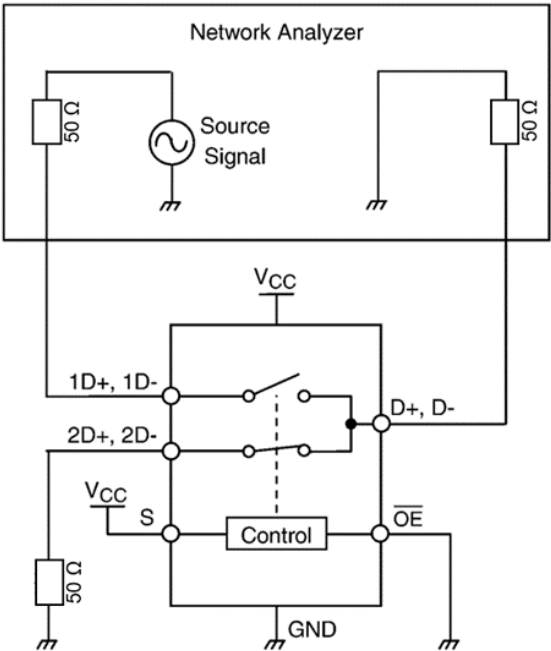 Network Analyzer
50 Ω
Source
Signal
50 Ω
VCC
1D+, 1D-
D+, D-
2D+, 2D-
VCC
S
Control
OE
50 Ω
GND